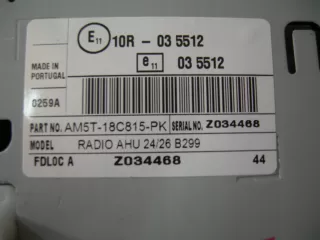 E11 10R - 03 5512
e11 03 5512
MADE IN
PORTUGAL
0259A
PART NO. AM5T-18C815-PK SERIAL NO. Z034468
MODEL RADIO AHU 24/26 B299
FDL0C A Z034468 44